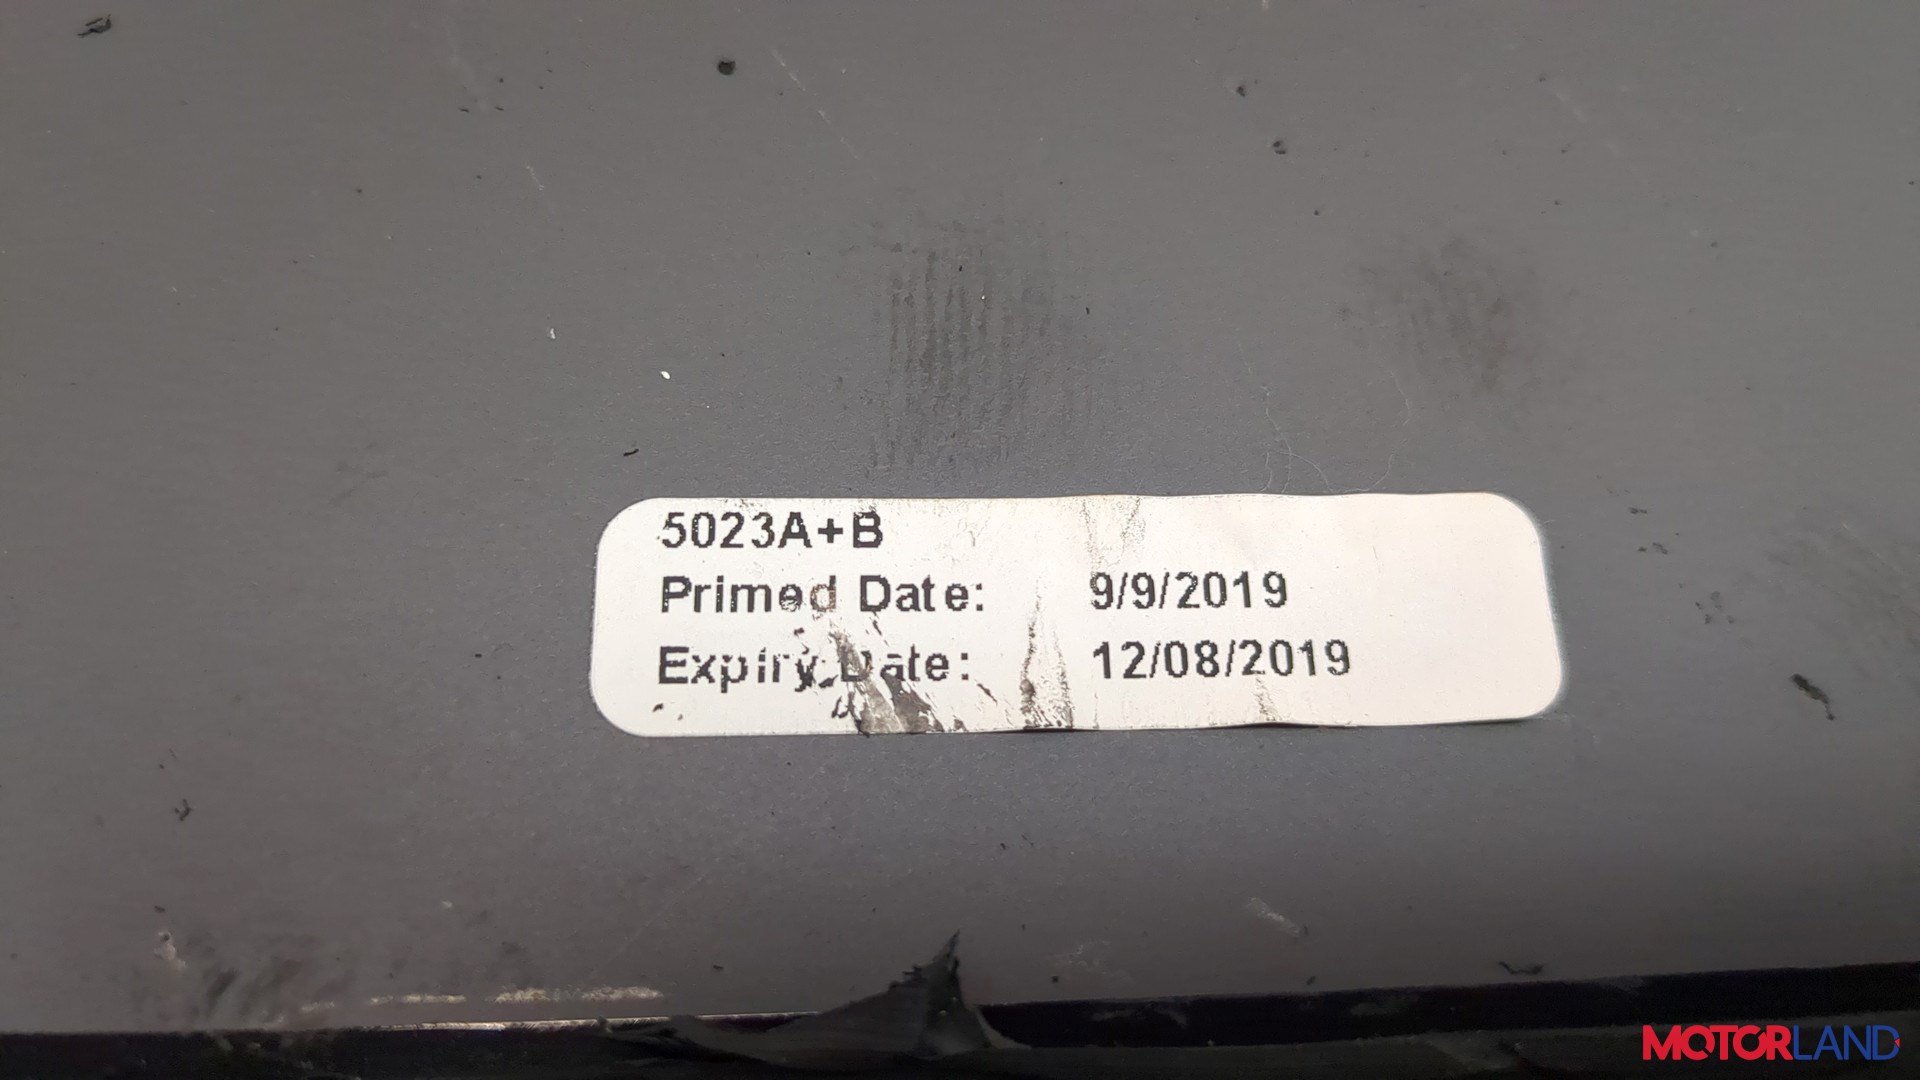 5023A+B
Primed Date: 9/9/2019
Expiry Date: 12/08/2019
MOTORLAND